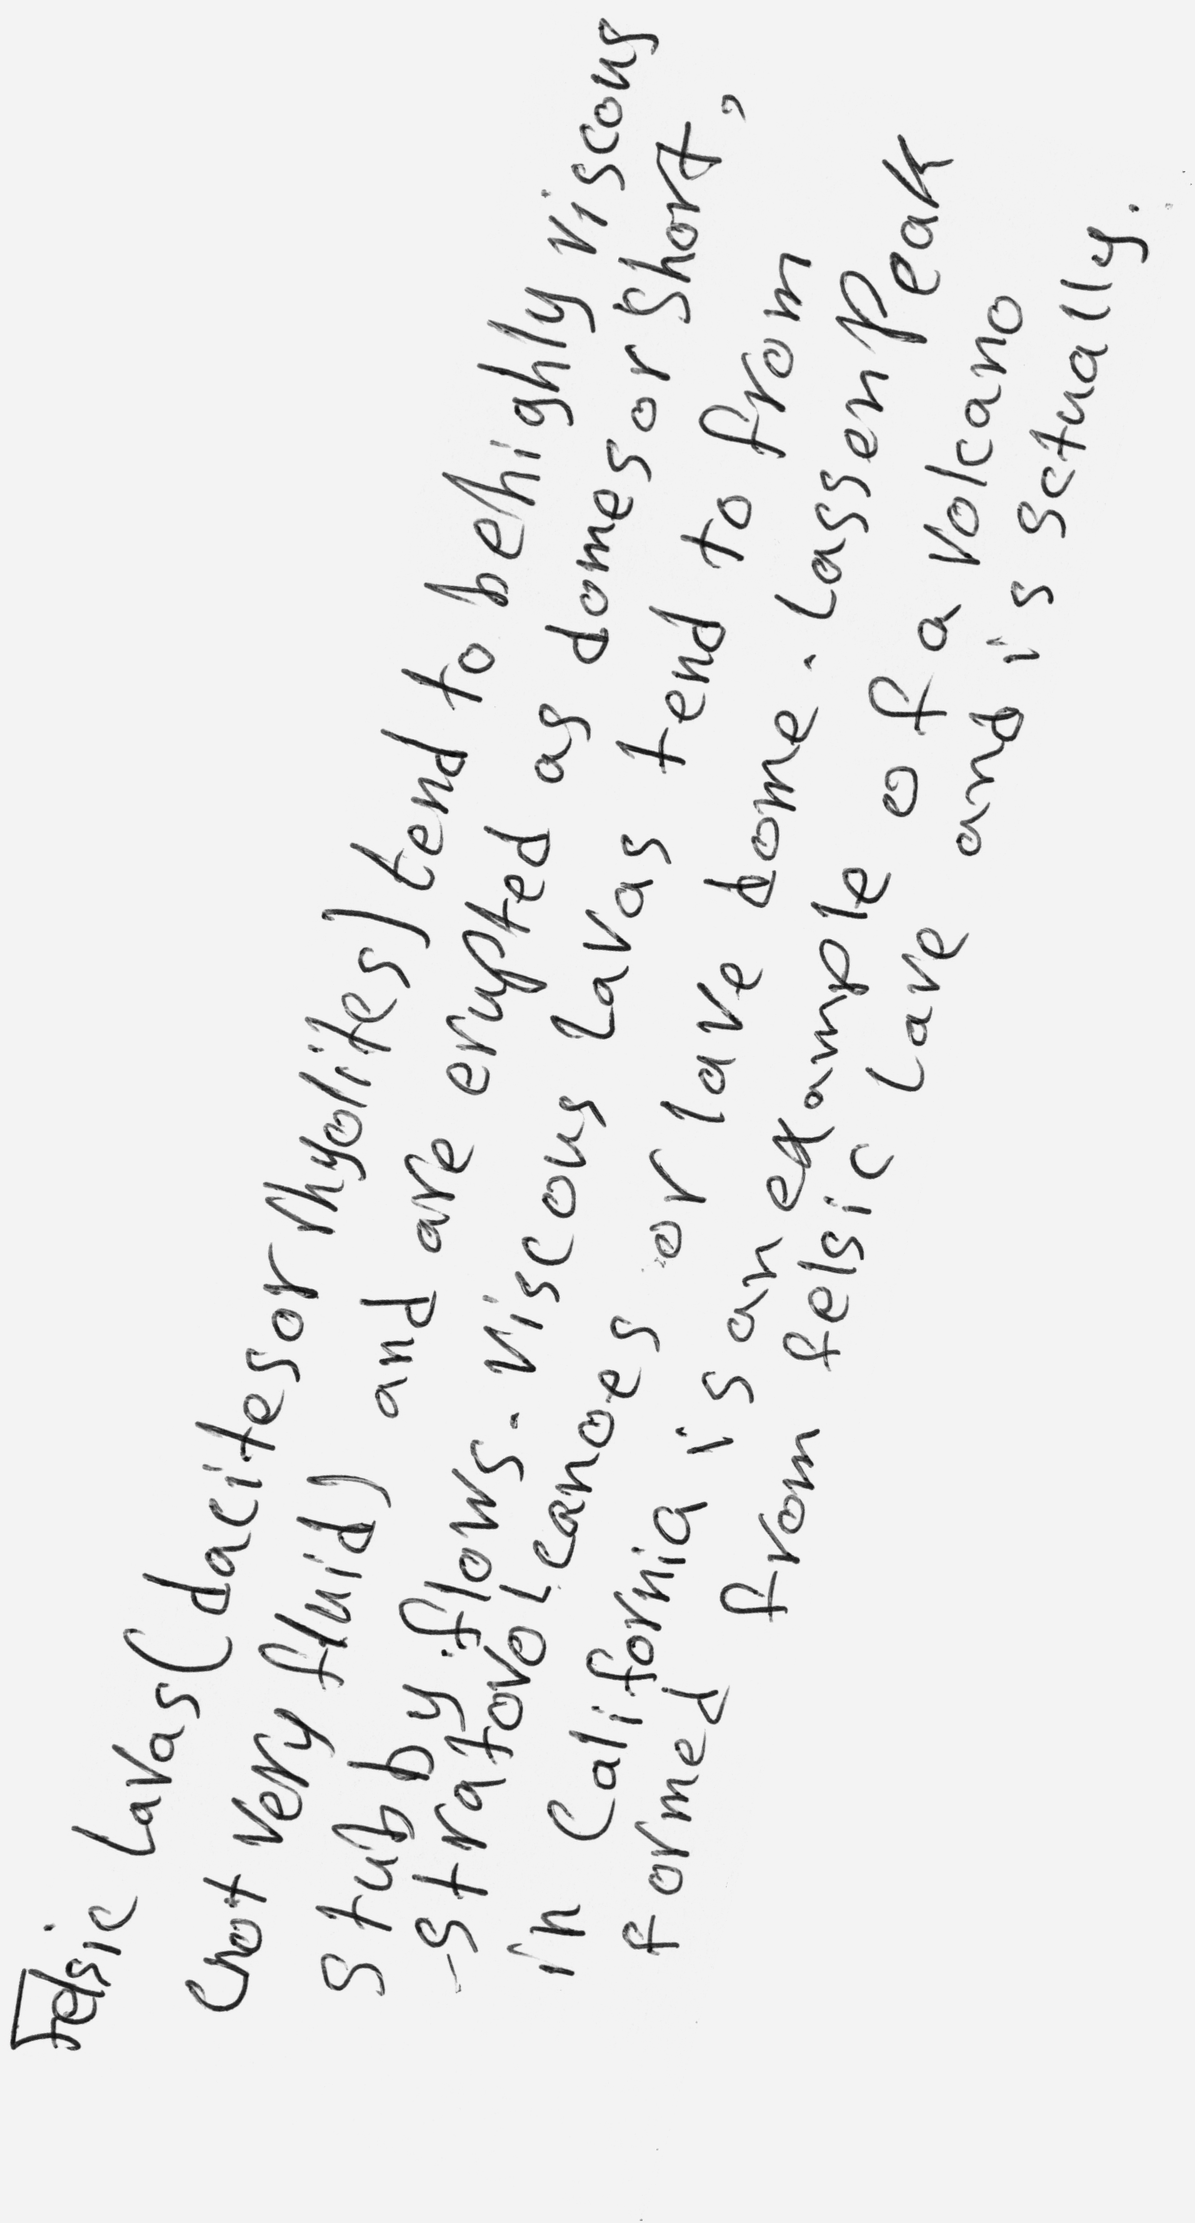 Felsic lavas (dacites or rhyolites) tend to be highly viscous
(not very fluid) and are erupted as domes or short,
stubby flows. Viscous lavas tend to from
-stratovolcanoes or lave dome. Lassen Peak
in California is an example of a volcano
formed from felsic lave and is sctually.